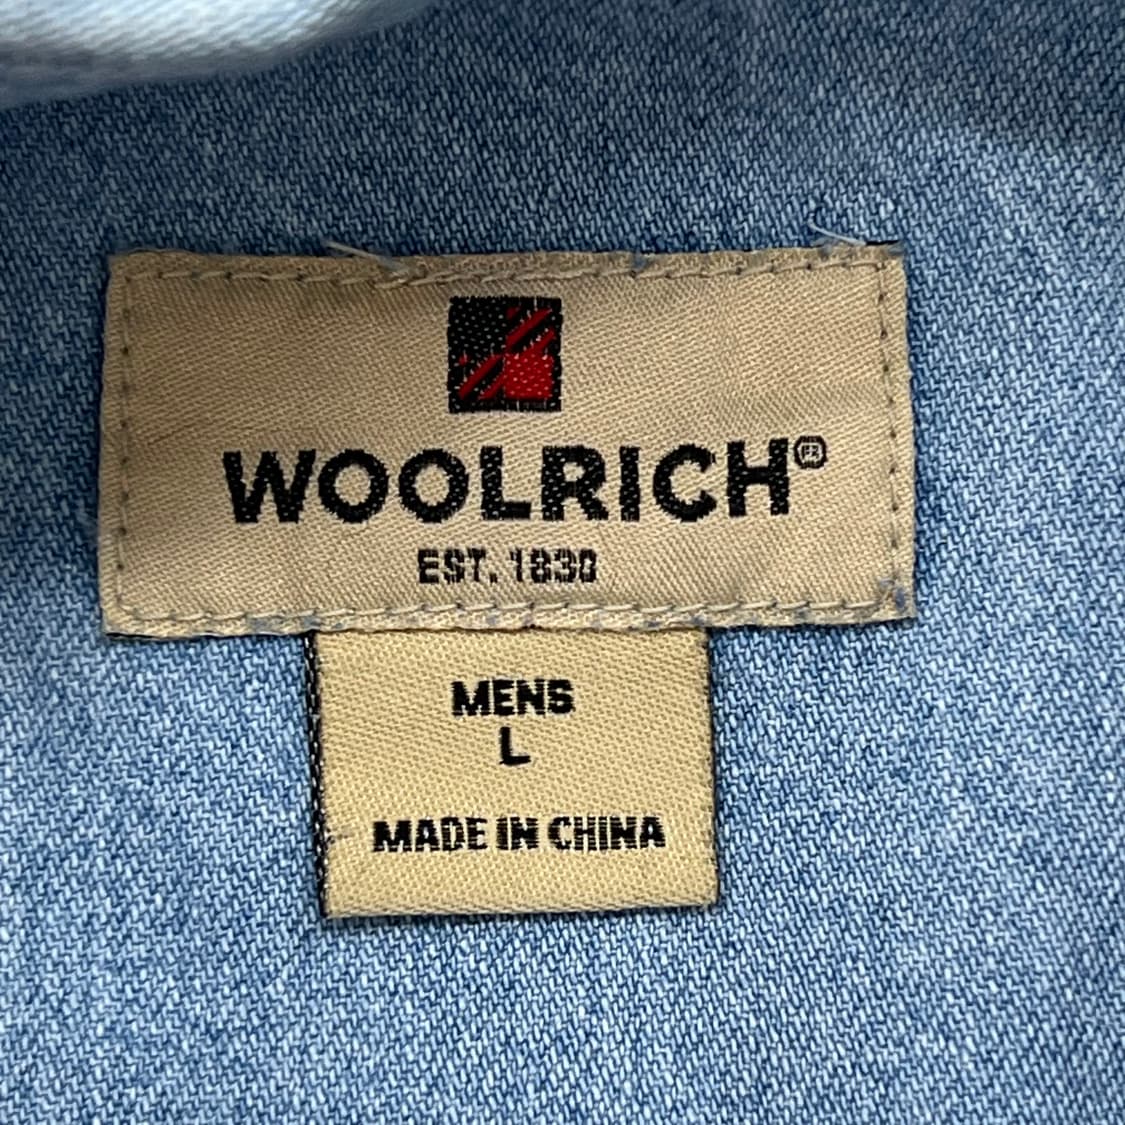 WOOLRICH®
EST. 1830
MENS
L
MADE IN CHINA